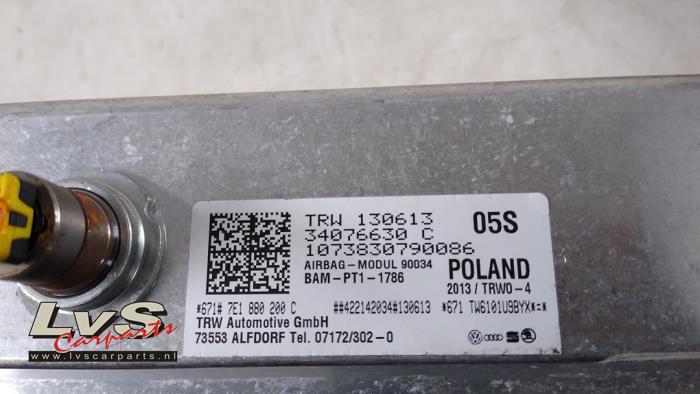 TRW 130613
05S
34076630 C
1073830790086
AIRBAG-MODUL 90034
POLAND
BAM-PT1-1786
2013/TRWO-4
*671# 7E1 880 200 C ##422142034#130613 *671 TW6101U9BYX*=*
TRW Automotive GmbH
73553 ALFDORF Tel. 07172/302-0
LvS
Carparts
www.lvscarparts.nl